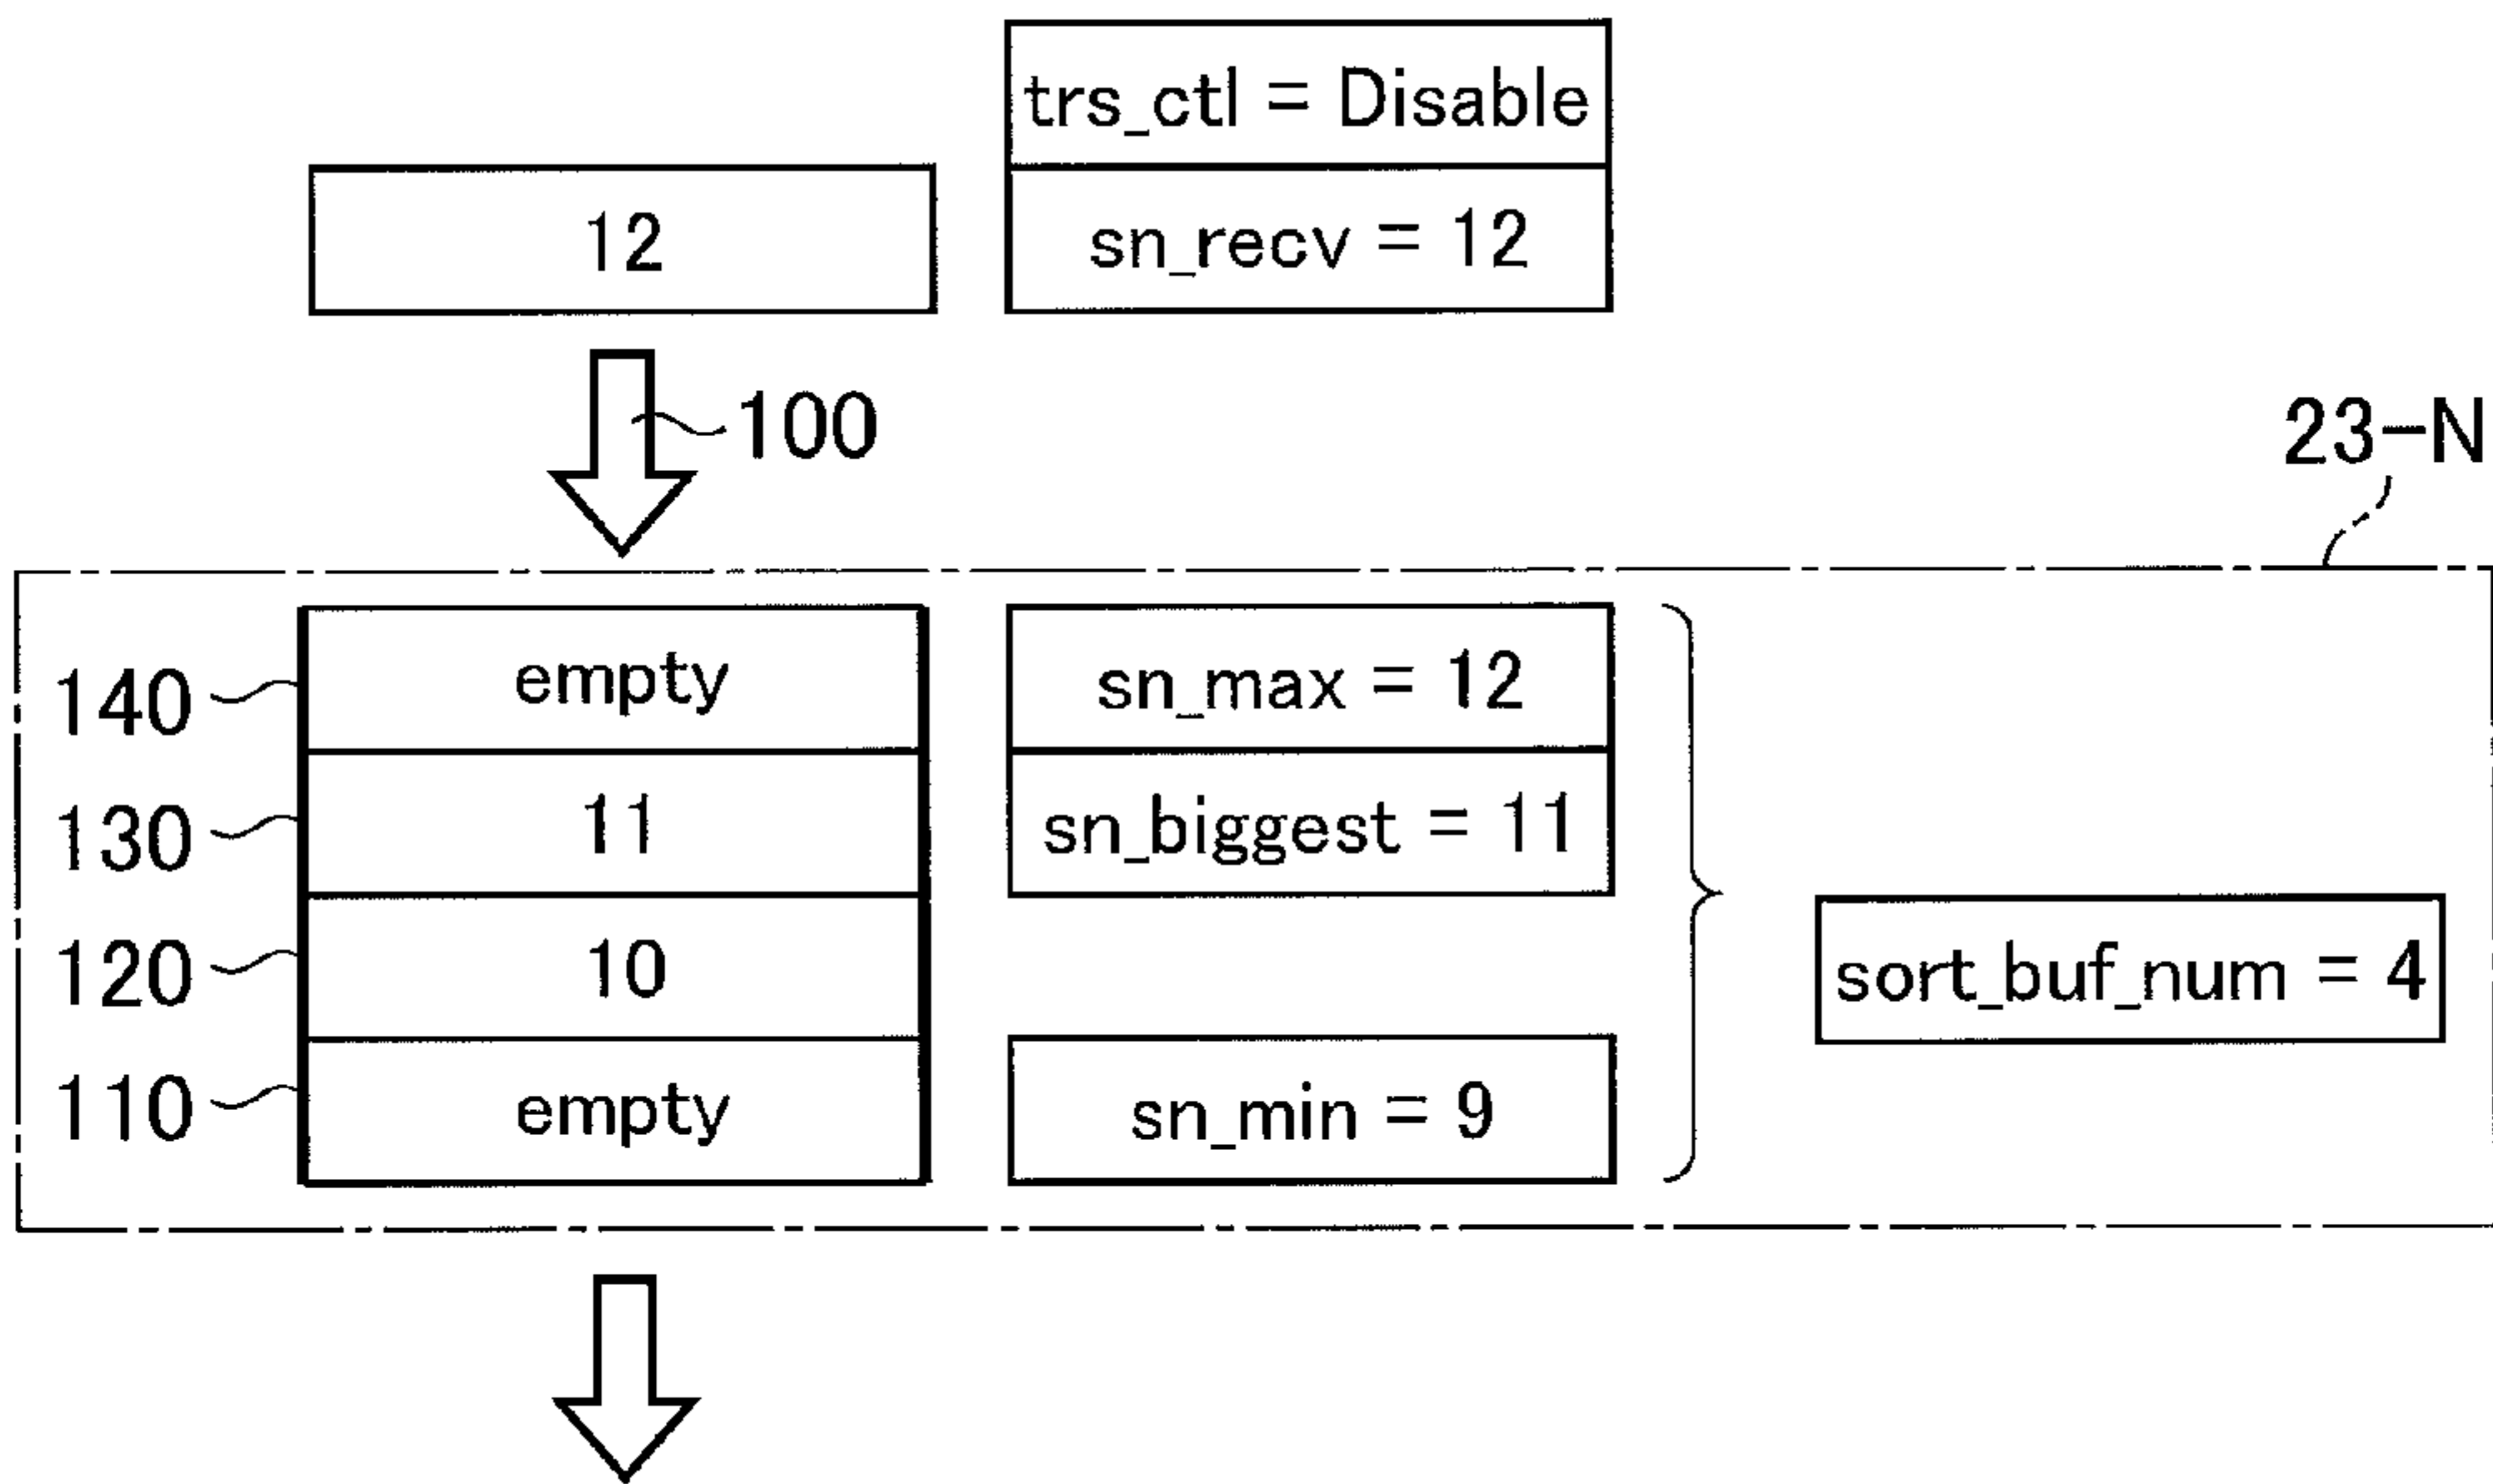 trs_ctl = Disable
12
sn_recv = 12
100
23-N
140
empty
sn_max = 12
130
11
sn_biggest = 11
120
10
sort_buf_num = 4
110
empty
sn_min = 9